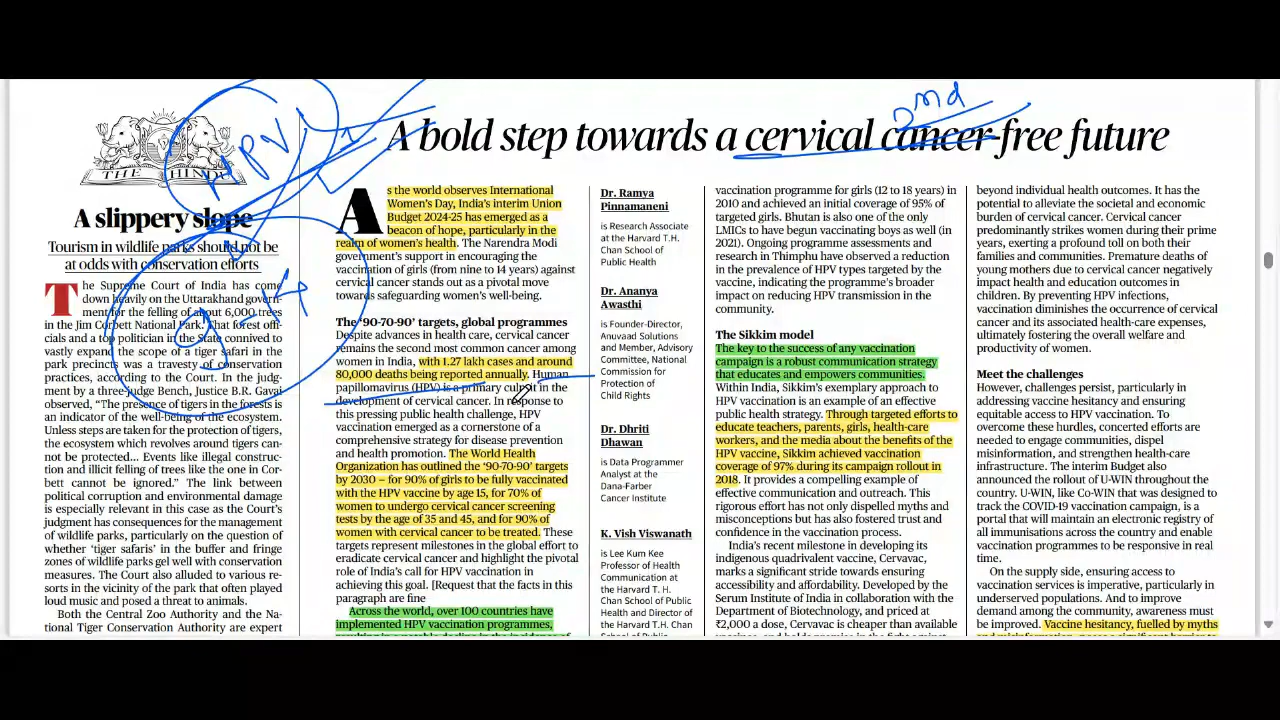 HPV
2nd
9-14
THE HINDU
A slippery slope
Tourism in wildlife parks should not be
at odds with conservation efforts
The Supreme Court of India has come
down heavily on the Uttarakhand govern-
ment for the felling of about 6,000 trees
in the Jim Corbett National Park. That forest offi-
cials and a top politician in the State connived to
vastly expand the scope of a tiger safari in the
park precincts was a travesty of conservation
practices, according to the Court. In the judg-
ment by a three-judge Bench, Justice B.R. Gavai
observed, “The presence of tigers in the forests is
an indicator of the well-being of the ecosystem.
Unless steps are taken for the protection of tigers,
the ecosystem which revolves around tigers can-
not be protected... Events like illegal construc-
tion and illicit felling of trees like the one in Cor-
bett cannot be ignored.” The link between
political corruption and environmental damage
is especially relevant in this case as the Court’s
judgment has consequences for the management
of wildlife parks, particularly on the question of
whether ‘tiger safaris’ in the buffer and fringe
zones of wildlife parks gel well with conservation
measures. The Court also alluded to various re-
sorts in the vicinity of the park that often played
loud music and posed a threat to animals.
Both the Central Zoo Authority and the Na-
tional Tiger Conservation Authority are expert
A bold step towards a cervical cancer-free future
As the world observes International
Women’s Day, India’s interim Union
Budget 2024-25 has emerged as a
beacon of hope, particularly in the
realm of women’s health. The Narendra Modi
government’s support in encouraging the
vaccination of girls (from nine to 14 years) against
cervical cancer stands out as a pivotal move
towards safeguarding women’s well-being.
The ‘90-70-90’ targets, global programmes
Despite advances in health care, cervical cancer
remains the second most common cancer among
women in India, with 1.27 lakh cases and around
80,000 deaths being reported annually. Human
papillomavirus (HPV) is a primary culprit in the
development of cervical cancer. In response to
this pressing public health challenge, HPV
vaccination emerged as a cornerstone of a
comprehensive strategy for disease prevention
and health promotion. The World Health
Organization has outlined the ‘90-70-90’ targets
by 2030 – for 90% of girls to be fully vaccinated
with the HPV vaccine by age 15, for 70% of
women to undergo cervical cancer screening
tests by the age of 35 and 45, and for 90% of
women with cervical cancer to be treated. These
targets represent milestones in the global effort to
eradicate cervical cancer and highlight the pivotal
role of India’s call for HPV vaccination in
achieving this goal. [Request that the facts in this
paragraph are fine
Across the world, over 100 countries have
implemented HPV vaccination programmes,
Dr. Ramya
Pinnamaneni
is Research Associate
at the Harvard T.H.
Chan School of
Public Health
Dr. Ananya
Awasthi
is Founder-Director,
Anuvaad Solutions
and Member, Advisory
Committee, National
Commission for
Protection of
Child Rights
Dr. Dhriti
Dhawan
is Data Programmer
Analyst at the
Dana-Farber
Cancer Institute
K. Vish Viswanath
is Lee Kum Kee
Professor of Health
Communication at
the Harvard T. H.
Chan School of Public
Health and Director of
the Harvard T.H. Chan
vaccination programme for girls (12 to 18 years) in
2010 and achieved an initial coverage of 95% of
targeted girls. Bhutan is also one of the first
LMICs to have begun vaccinating boys as well (in
2021). Ongoing programme assessments and
research in Thimphu have observed a reduction
in the prevalence of HPV types targeted by the
vaccine, indicating the programme’s broader
impact on reducing HPV transmission in the
community.
The Sikkim model
The key to the success of any vaccination
campaign is a robust communication strategy
that educates and empowers communities.
Within India, Sikkim’s exemplary approach to
HPV vaccination is an example of an effective
public health strategy. Through targeted efforts to
educate teachers, parents, girls, health-care
workers, and the media about the benefits of the
HPV vaccine, Sikkim achieved vaccination
coverage of 97% during its campaign rollout in
2018. It provides a compelling example of
effective communication and outreach. This
rigorous effort has not only dispelled myths and
misconceptions but has also fostered trust and
confidence in the vaccination process.
India’s recent milestone in developing its
indigenous quadrivalent vaccine, Cervavac,
marks a significant stride towards ensuring
accessibility and affordability. Developed by the
Serum Institute of India in collaboration with the
Department of Biotechnology, and priced at
₹2,000 a dose, Cervavac is cheaper than available
beyond individual health outcomes. It has the
potential to alleviate the societal and economic
burden of cervical cancer. Cervical cancer
predominantly strikes women during their prime
years, exerting a profound toll on both their
families and communities. Premature deaths of
young mothers due to cervical cancer negatively
impact health and education outcomes in
children. By preventing HPV infections,
vaccination diminishes the occurrence of cervical
cancer and its associated health-care expenses,
ultimately fostering the overall welfare and
productivity of women.
Meet the challenges
However, challenges persist, particularly in
addressing vaccine hesitancy and ensuring
equitable access to HPV vaccination. To
overcome these hurdles, concerted efforts are
needed to engage communities, dispel
misinformation, and strengthen health-care
infrastructure. The interim Budget also
announced the rollout of U-WIN throughout the
country. U-WIN, like Co-WIN that was designed to
track the COVID-19 vaccination campaign, is a
portal that will maintain an electronic registry of
all immunisations across the country and enable
vaccination programmes to be responsive in real
time.
On the supply side, ensuring access to
vaccination services is imperative, particularly in
underserved populations. And to improve
demand among the community, awareness must
be improved. Vaccine hesitancy, fuelled by myths